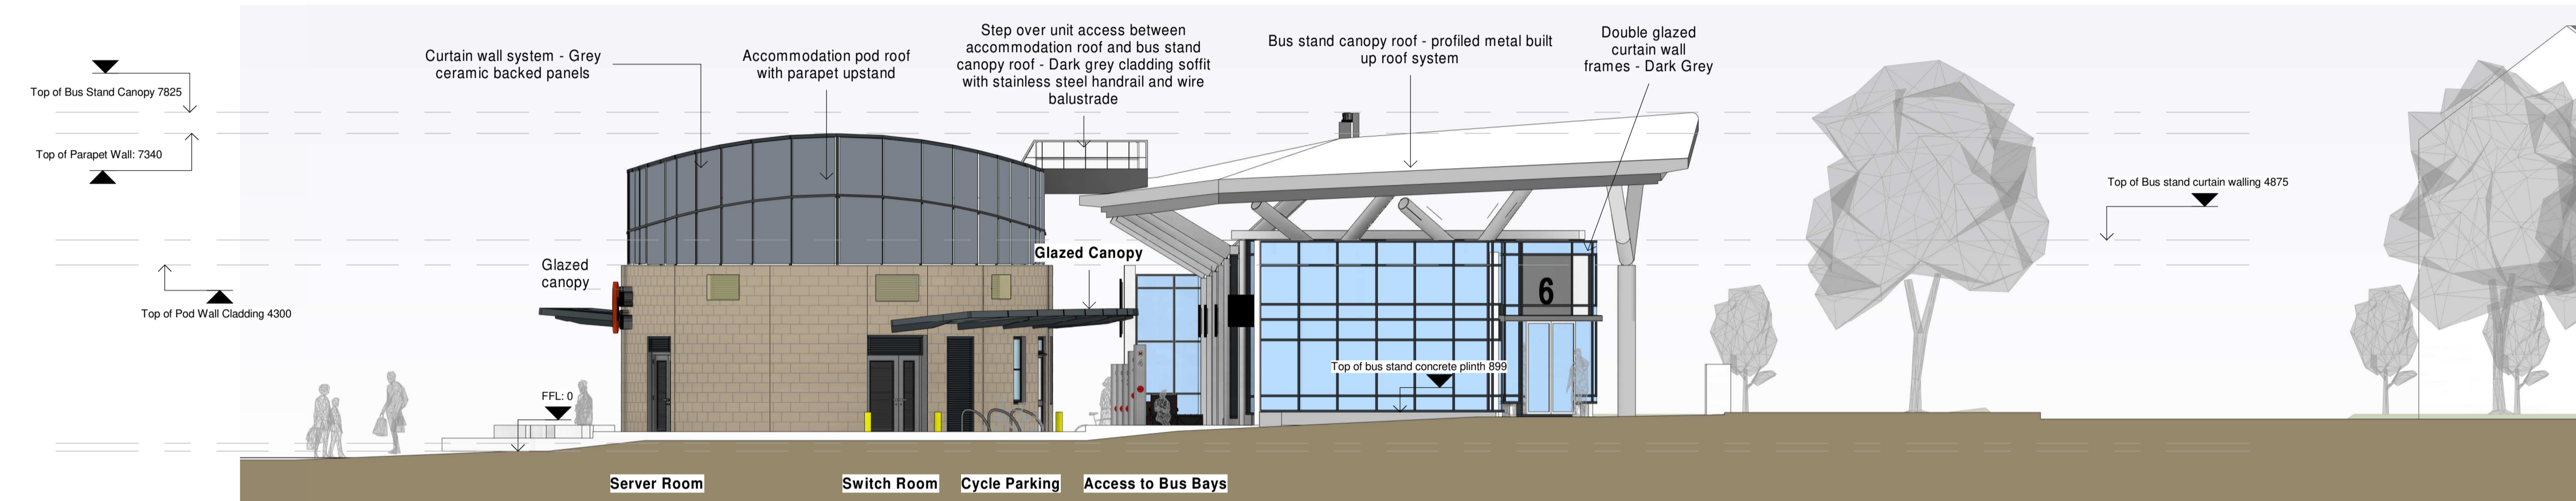 Step over unit access between
accommodation roof and bus stand
canopy roof - Dark grey cladding soffit
with stainless steel handrail and wire
balustrade
Double glazed
curtain wall
frames - Dark Grey
Bus stand canopy roof - profiled metal built
up roof system
Curtain wall system - Grey
ceramic backed panels
Accommodation pod roof
with parapet upstand
Top of Bus Stand Canopy 7825
Top of Parapet Wall: 7340
Top of Bus stand curtain walling 4875
Glazed Canopy
Glazed
canopy
6
Top of Pod Wall Cladding 4300
Top of bus stand concrete plinth 899
FFL: 0
Server Room
Switch Room
Cycle Parking
Access to Bus Bays